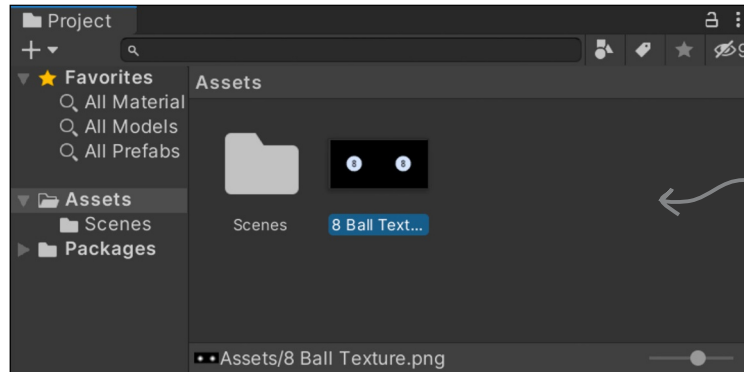 Project
9
Favorites
All Material
All Models
All Prefabs
Assets
Scenes
Packages
Assets
8 8
Scenes
8 Ball Text...
Assets/8 Ball Texture.png